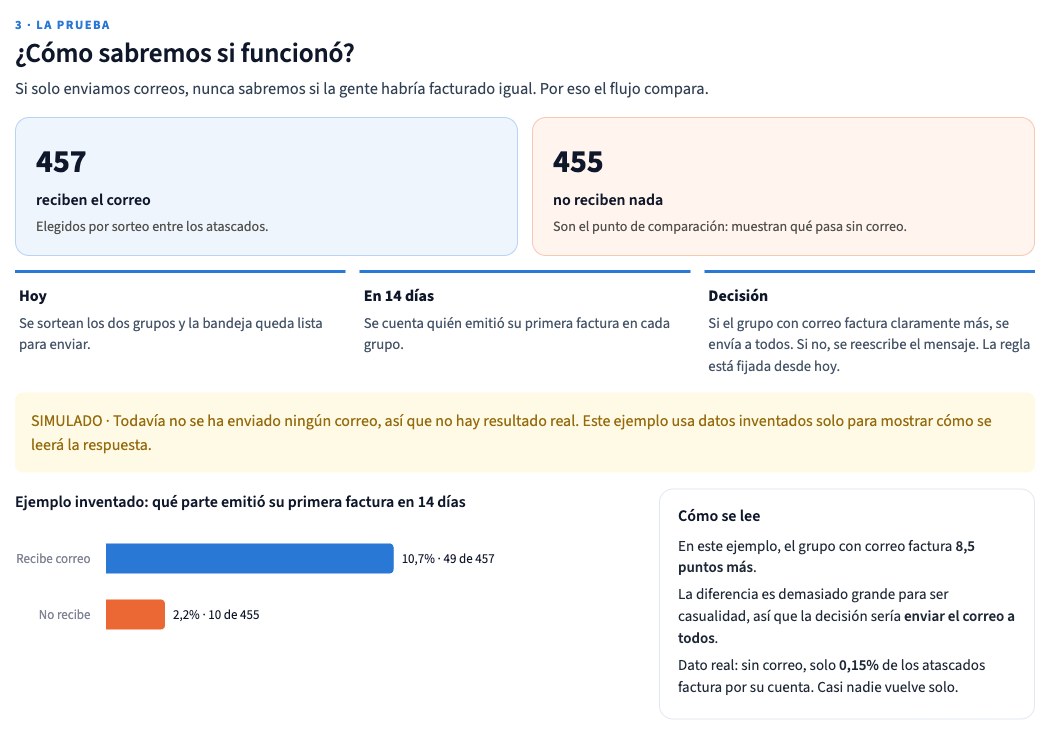 3 · LA PRUEBA
¿Cómo sabremos si funcionó?
Si solo enviamos correos, nunca sabremos si la gente habría facturado igual. Por eso el flujo compara.
457
reciben el correo
Elegidos por sorteo entre los atascados.
455
no reciben nada
Son el punto de comparación: muestran qué pasa sin correo.
Hoy
Se sortean los dos grupos y la bandeja queda lista
para enviar.
En 14 días
Se cuenta quién emitió su primera factura en cada
grupo.
Decisión
Si el grupo con correo factura claramente más, se
envía a todos. Si no, se reescribe el mensaje. La regla
está fijada desde hoy.
SIMULADO · Todavía no se ha enviado ningún correo, así que no hay resultado real. Este ejemplo usa datos inventados solo para mostrar cómo se
leerá la respuesta.
Ejemplo inventado: qué parte emitió su primera factura en 14 días
Recibe correo
10,7% · 49 de 457
No recibe
2,2% · 10 de 455
Cómo se lee
En este ejemplo, el grupo con correo factura 8,5
puntos más.
La diferencia es demasiado grande para ser
casualidad, así que la decisión sería enviar el correo a
todos.
Dato real: sin correo, solo 0,15% de los atascados
factura por su cuenta. Casi nadie vuelve solo.